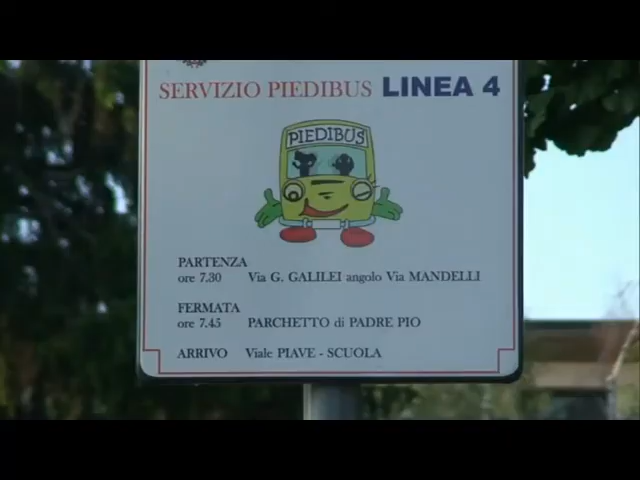 SERVIZIO PIEDIBUS LINEA 4
PIEDIBUS
PARTENZA
ore 7.30 Via G. GALILEI angolo Via MANDELLI
FERMATA
ore 7.45 PARCHETTO di PADRE PIO
ARRIVO Viale PIAVE - SCUOLA